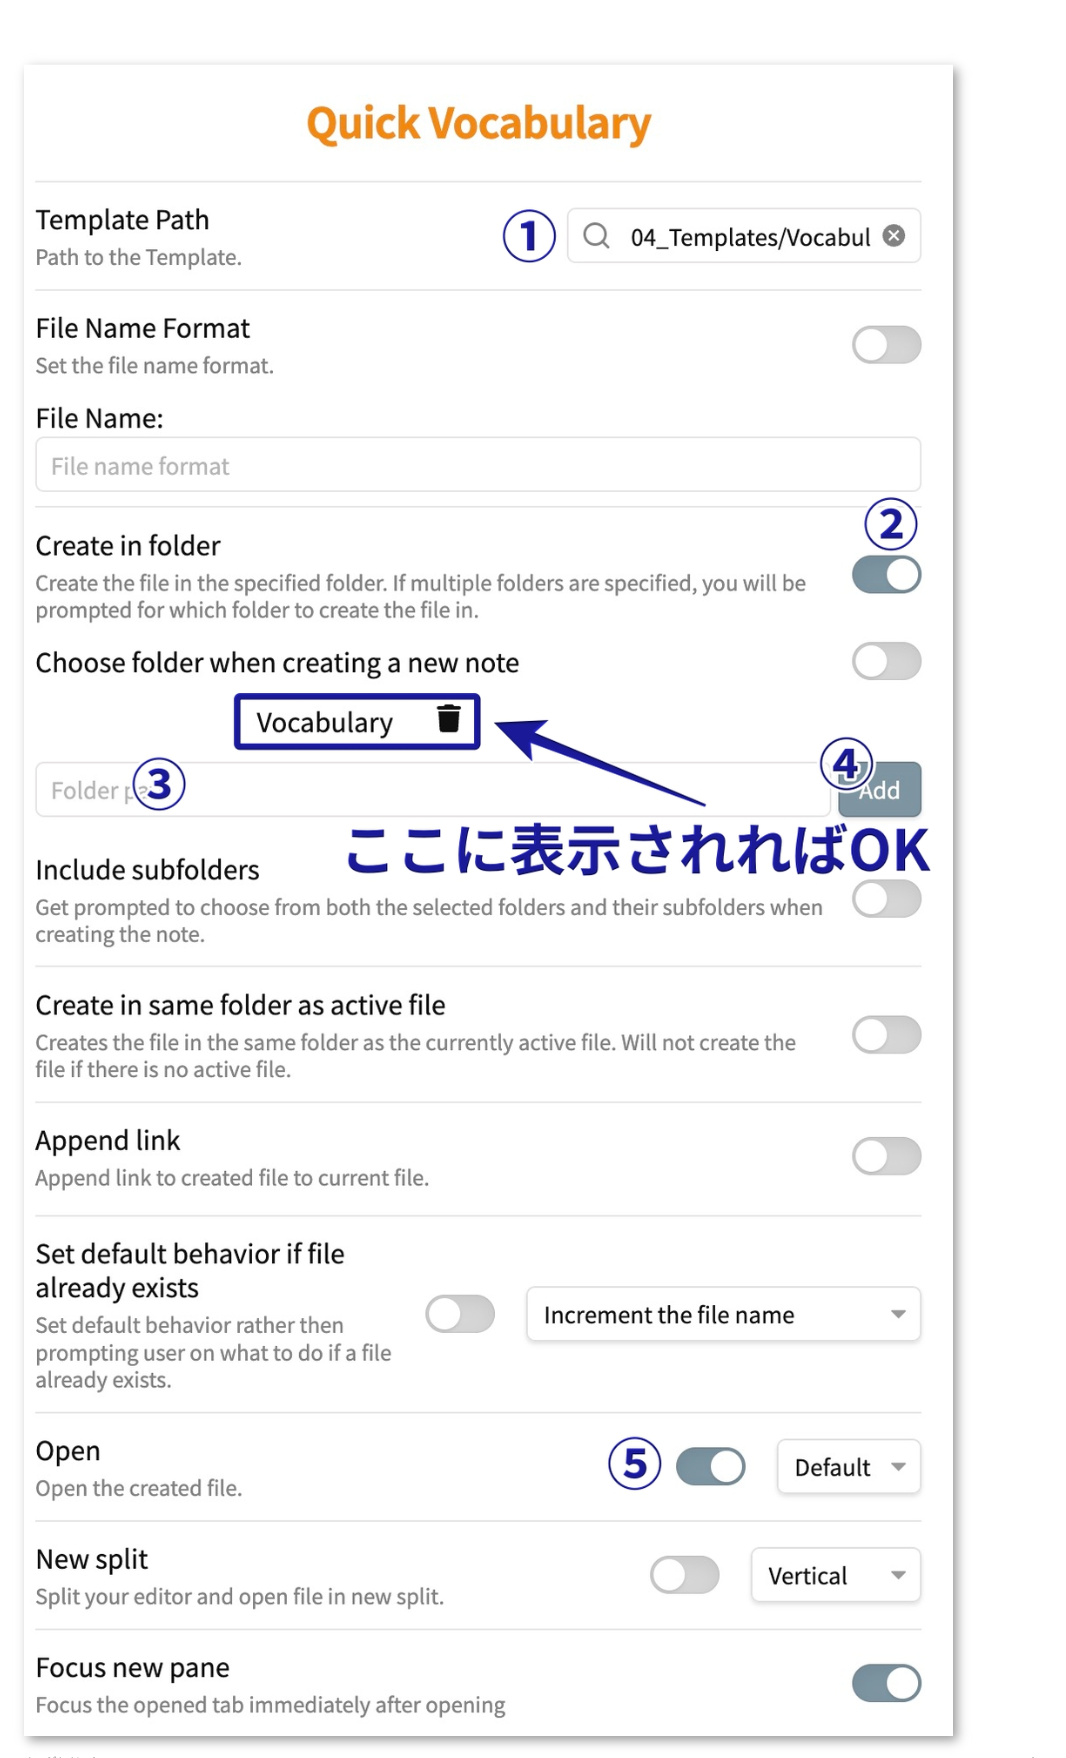 Quick Vocabulary
Template Path
Path to the Template.
① 04_Templates/Vocabul
File Name Format
Set the file name format.
File Name:
File name format
②
Create in folder
Create the file in the specified folder. If multiple folders are specified, you will be
prompted for which folder to create the file in.
Choose folder when creating a new note
Vocabulary
Folder ③
④ Add
ここに表示されればOK
Include subfolders
Get prompted to choose from both the selected folders and their subfolders when
creating the note.
Create in same folder as active file
Creates the file in the same folder as the currently active file. Will not create the
file if there is no active file.
Append link
Append link to created file to current file.
Set default behavior if file
already exists
Set default behavior rather then
prompting user on what to do if a file
already exists.
Increment the file name
Open
Open the created file.
⑤ Default
New split
Split your editor and open file in new split.
Vertical
Focus new pane
Focus the opened tab immediately after opening